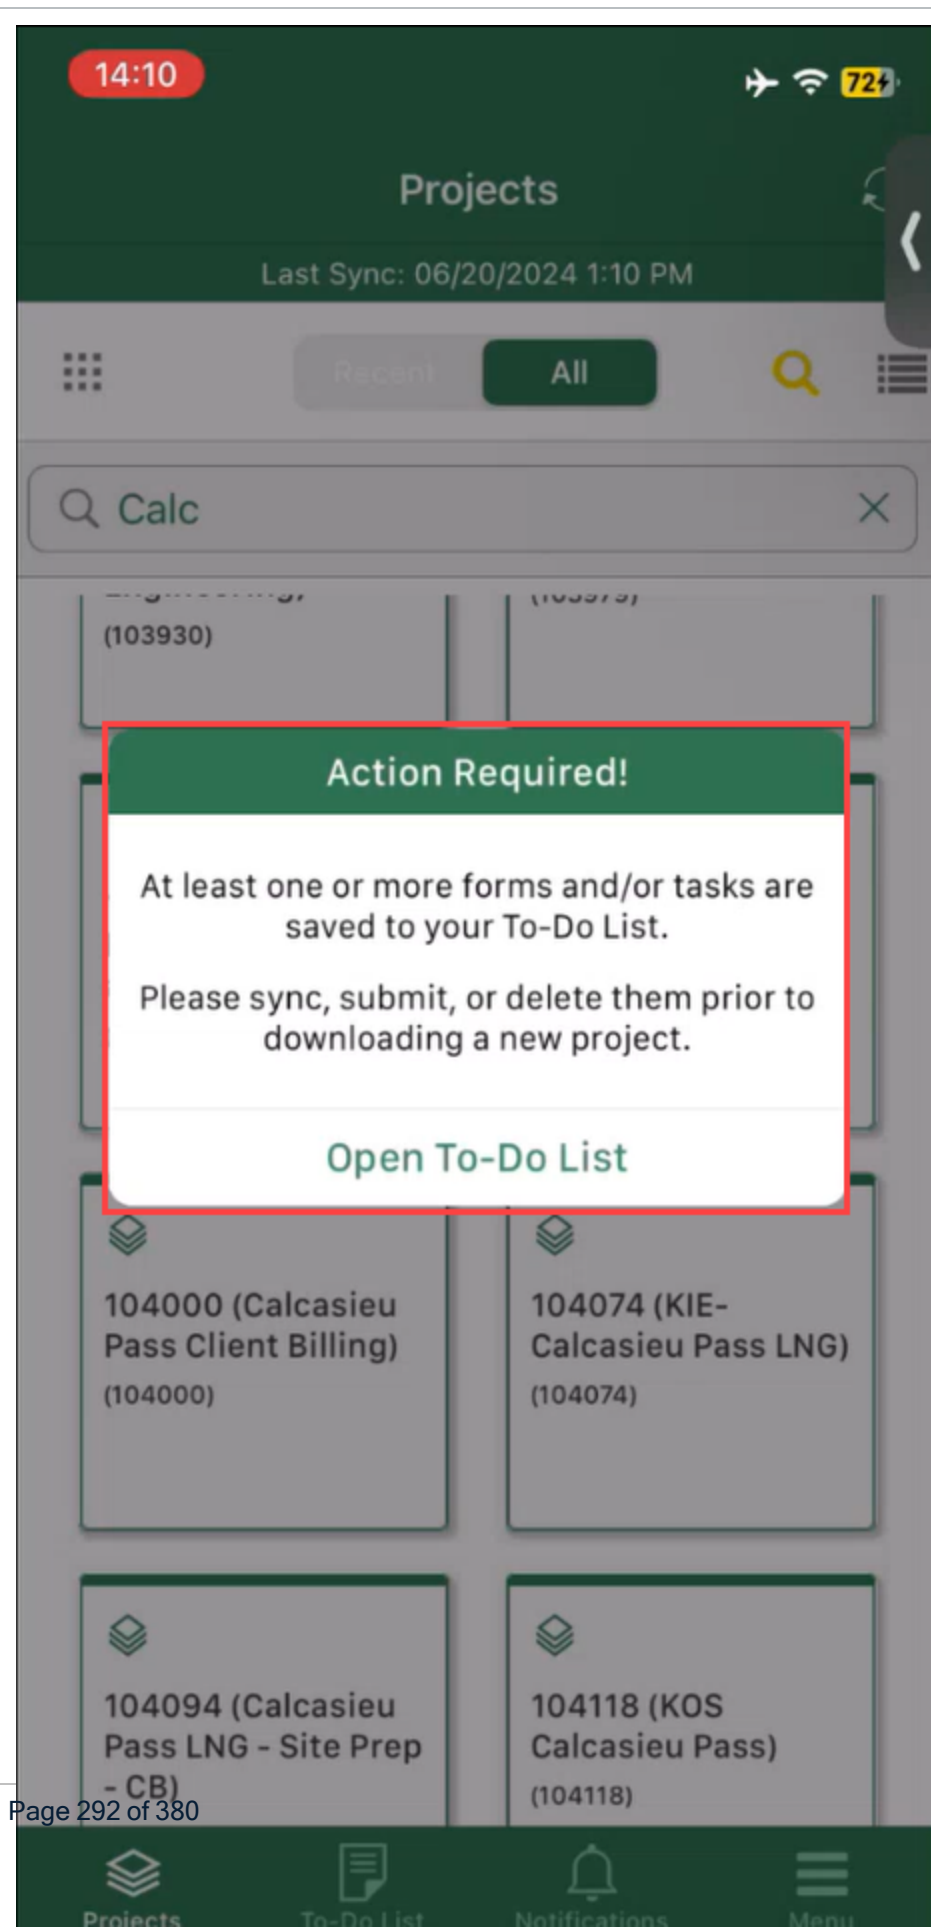 14:10
72
Projects
Last Sync: 06/20/2024 1:10 PM
Recent
All
Calc
(103930)
(103979)
Action Required!
At least one or more forms and/or tasks are
saved to your To-Do List.
Please sync, submit, or delete them prior to
downloading a new project.
Open To-Do List
104000 (Calcasieu
Pass Client Billing)
(104000)
104074 (KIE-
Calcasieu Pass LNG)
(104074)
104094 (Calcasieu
Pass LNG - Site Prep
- CB)
104118 (KOS
Calcasieu Pass)
(104118)
Page 292 of 380
Projects
To-Do List
Notifications
Menu